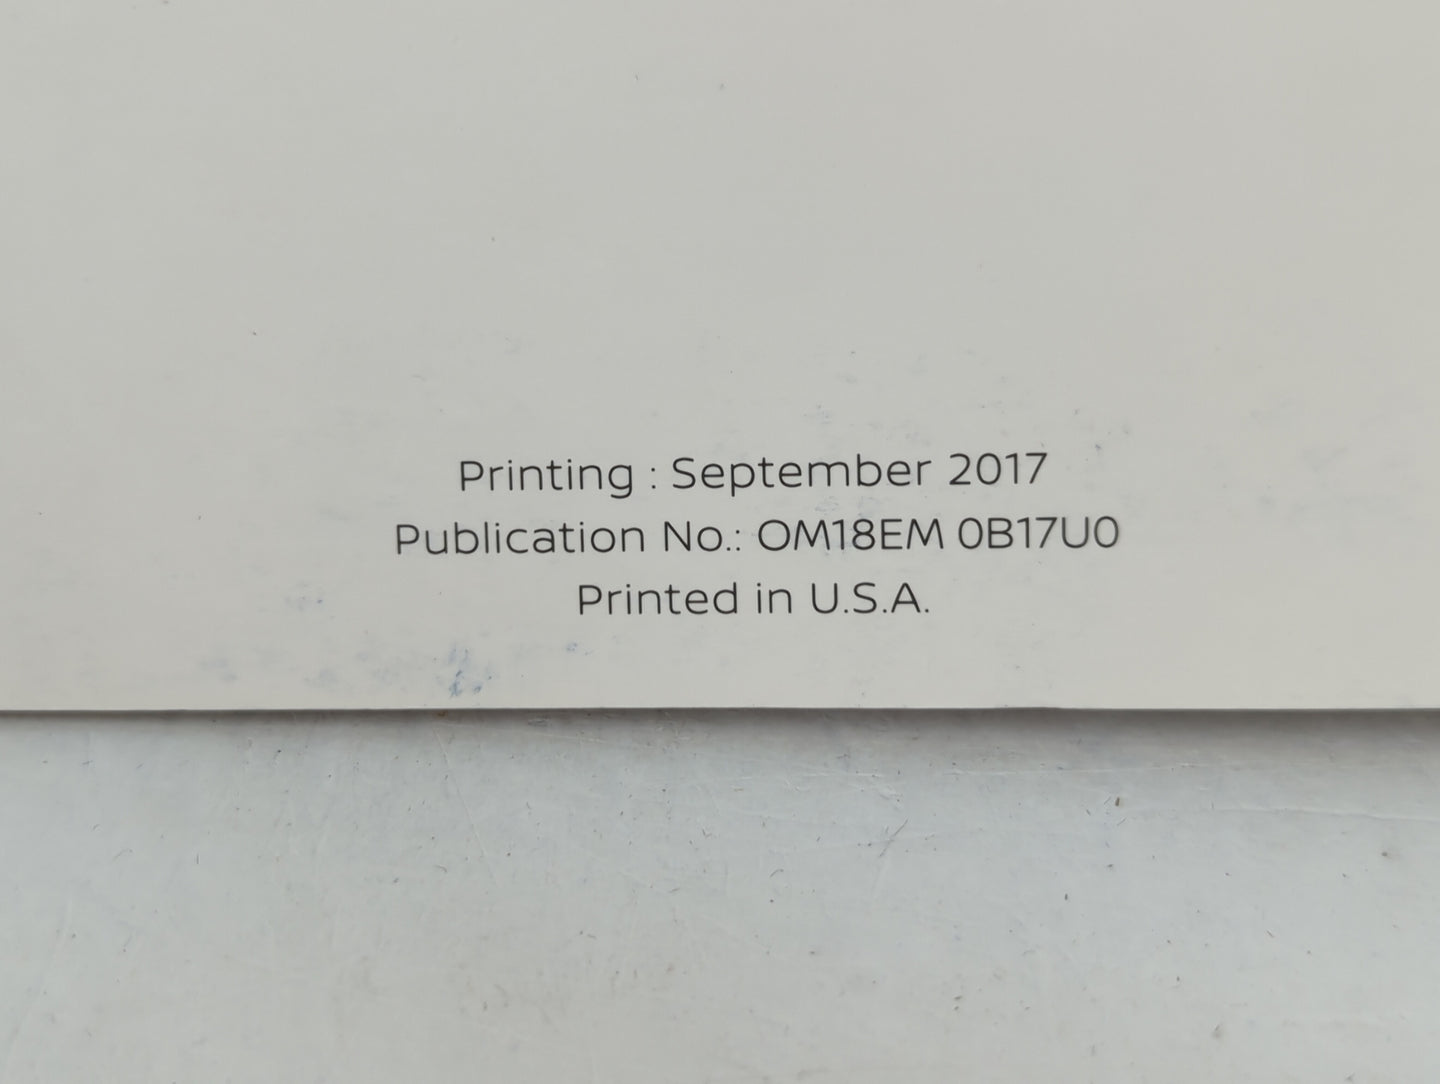 Printing : September 2017
Publication No.: OM18EM 0B17U0
Printed in U.S.A.